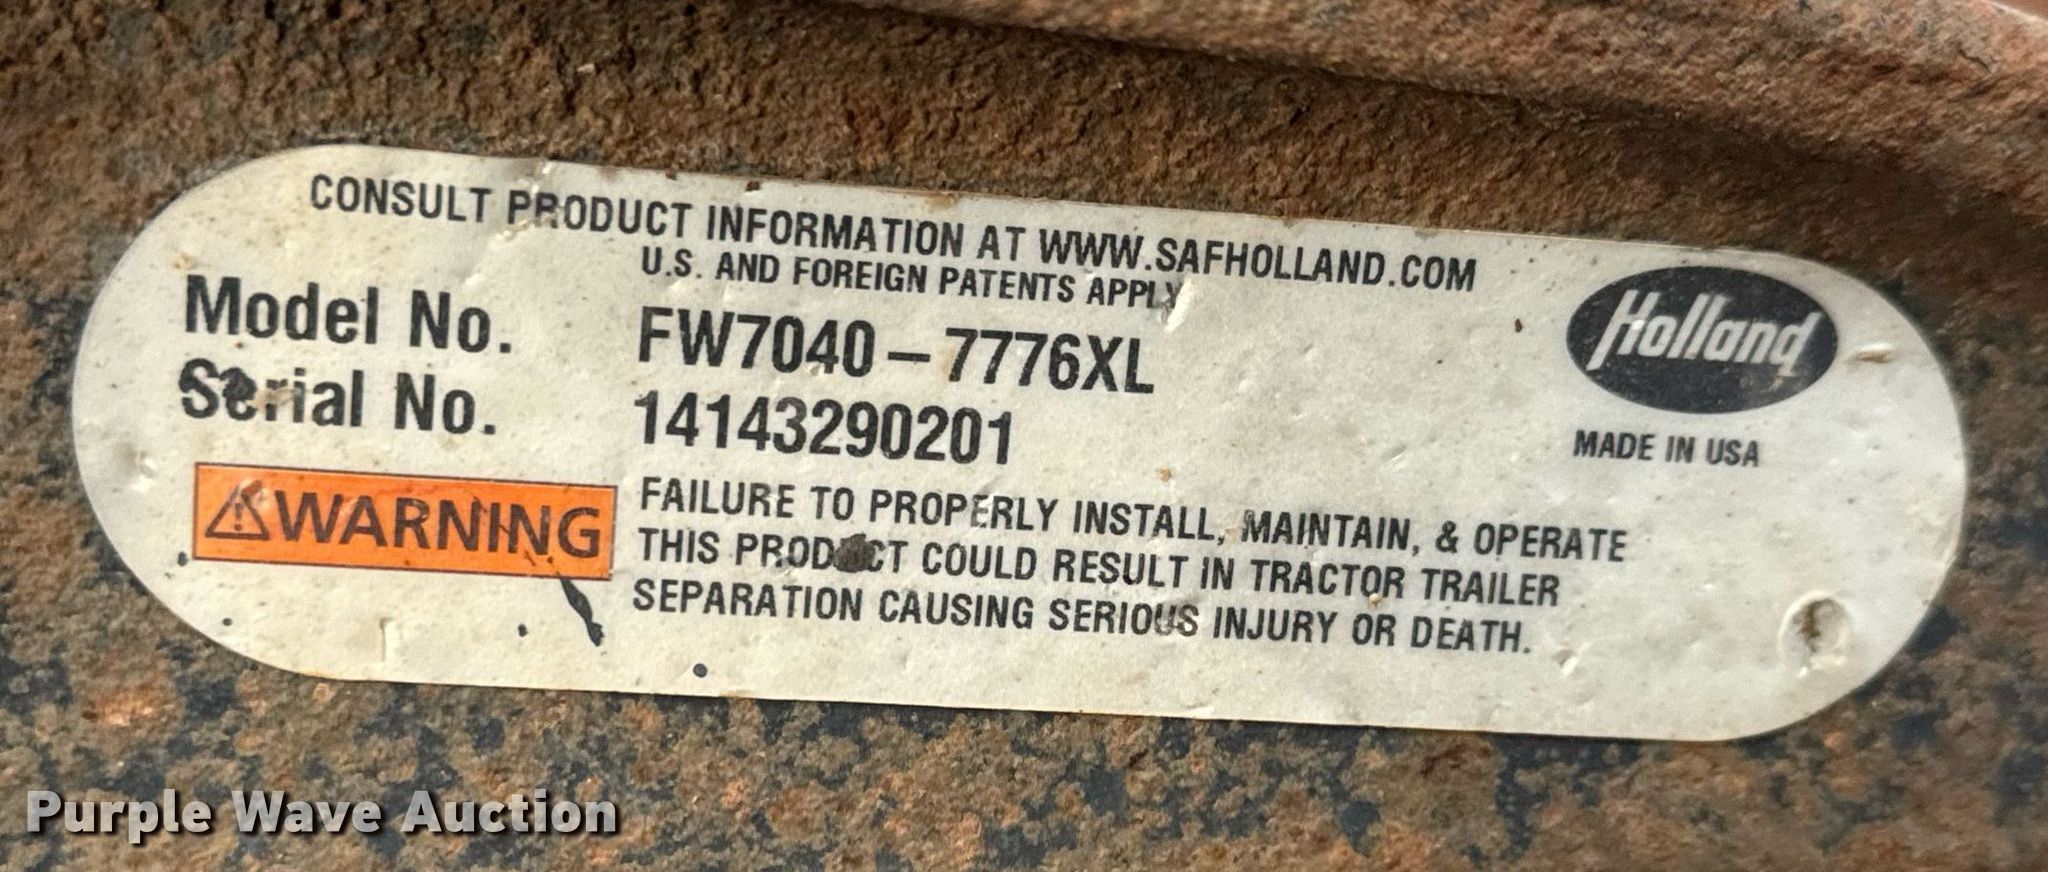 CONSULT PRODUCT INFORMATION AT WWW.SAFHOLLAND.COM
U.S. AND FOREIGN PATENTS APPLY
Holland
Model No. FW7040-7776XL
Serial No. 14143290201
MADE IN USA
WARNING
FAILURE TO PROPERLY INSTALL, MAINTAIN, & OPERATE
THIS PRODUCT COULD RESULT IN TRACTOR TRAILER
SEPARATION CAUSING SERIOUS INJURY OR DEATH.
Purple Wave Auction